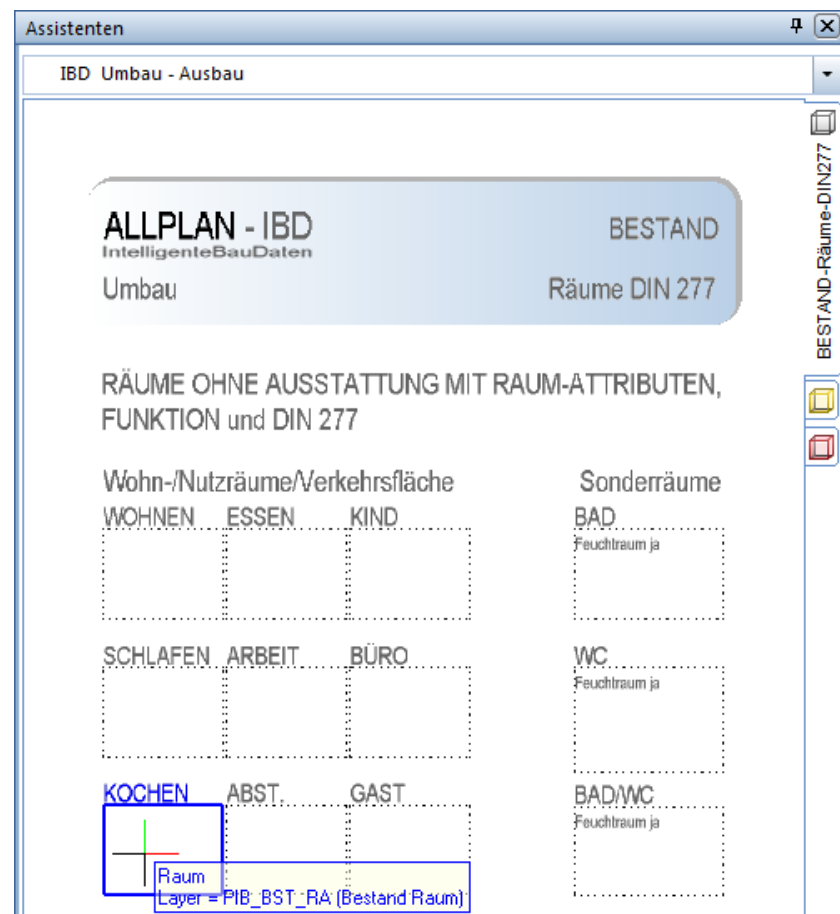 Assistenten
IBD Umbau - Ausbau
BESTAND-Räume-DIN277
ALLPLAN - IBD
IntelligenteBauDaten
BESTAND
Umbau
Räume DIN 277
RÄUME OHNE AUSSTATTUNG MIT RAUM-ATTRIBUTEN,
FUNKTION und DIN 277
Wohn-/Nutzräume/Verkehrsfläche
Sonderräume
WOHNEN ESSEN KIND BAD
Feuchtraum ja
SCHLAFEN ARBEIT BÜRO WC
Feuchtraum ja
KOCHEN ABST. GAST BAD/WC
Feuchtraum ja
Raum
Layer = PIB_BST_RA (Bestand Raum)